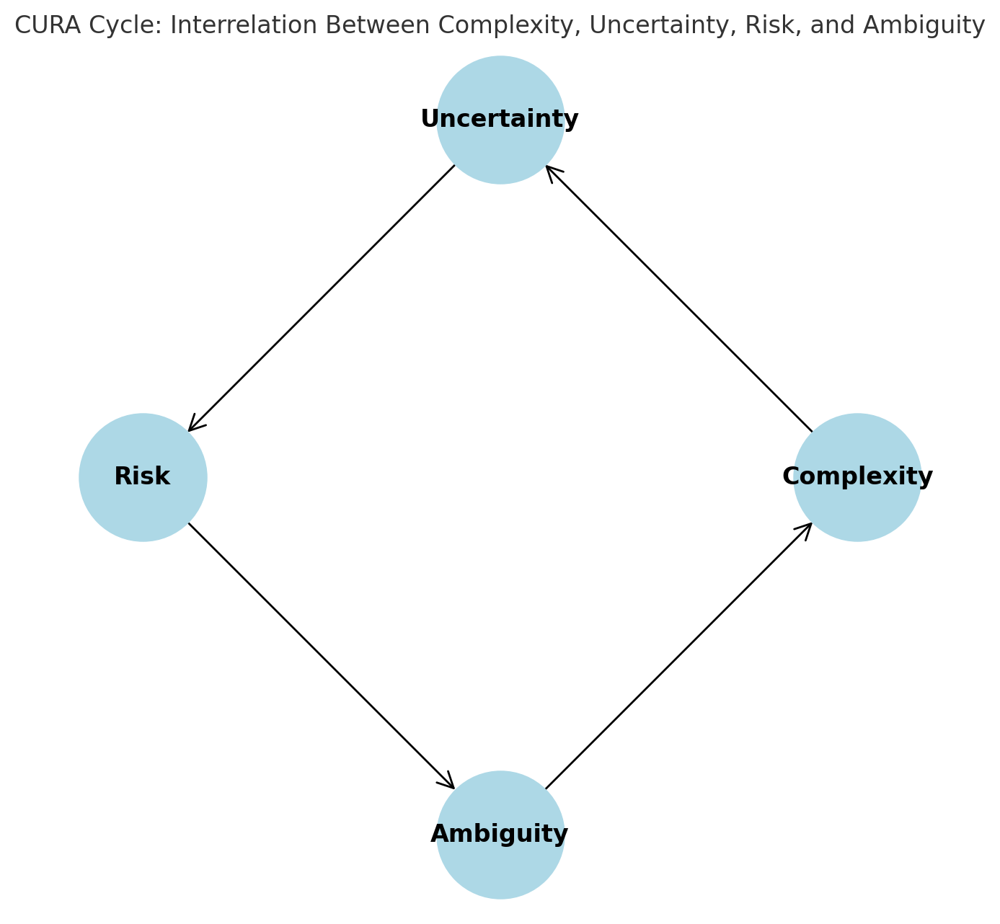 CURA Cycle: Interrelation Between Complexity, Uncertainty, Risk, and Ambiguity
Uncertainty
Risk
Complexity
Ambiguity